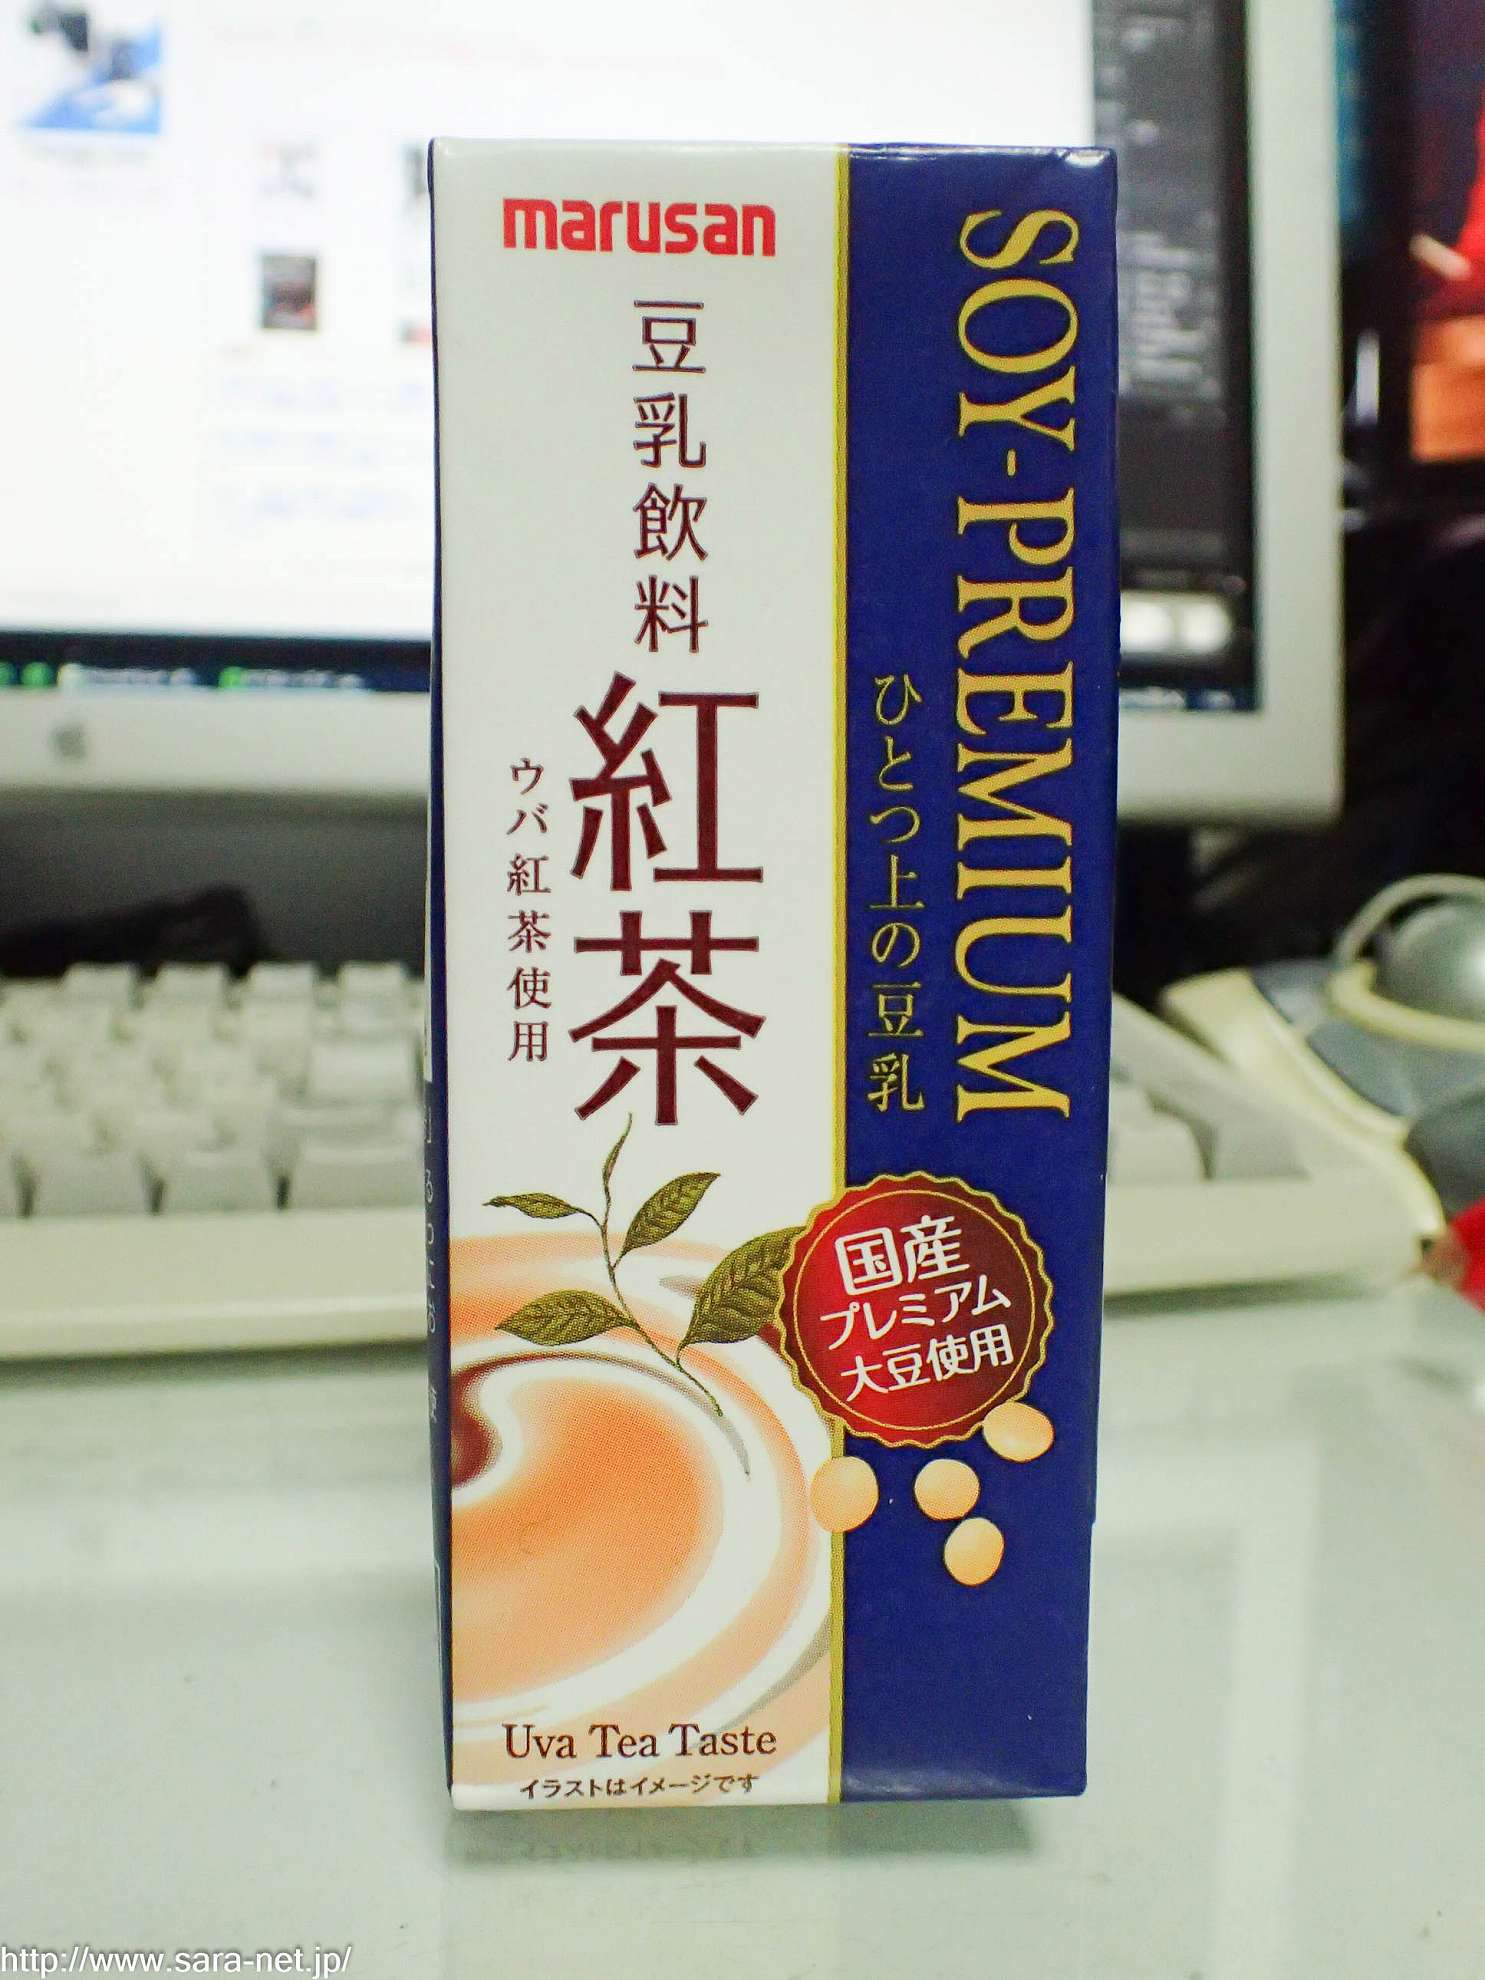 marusan
豆乳飲料
紅茶
ウバ紅茶使用
SOY-PREMIUM
ひとつ上の豆乳
国産
プレミアム
大豆使用
Uva Tea Taste
イラストはイメージです
http://www.sara-net.jp/